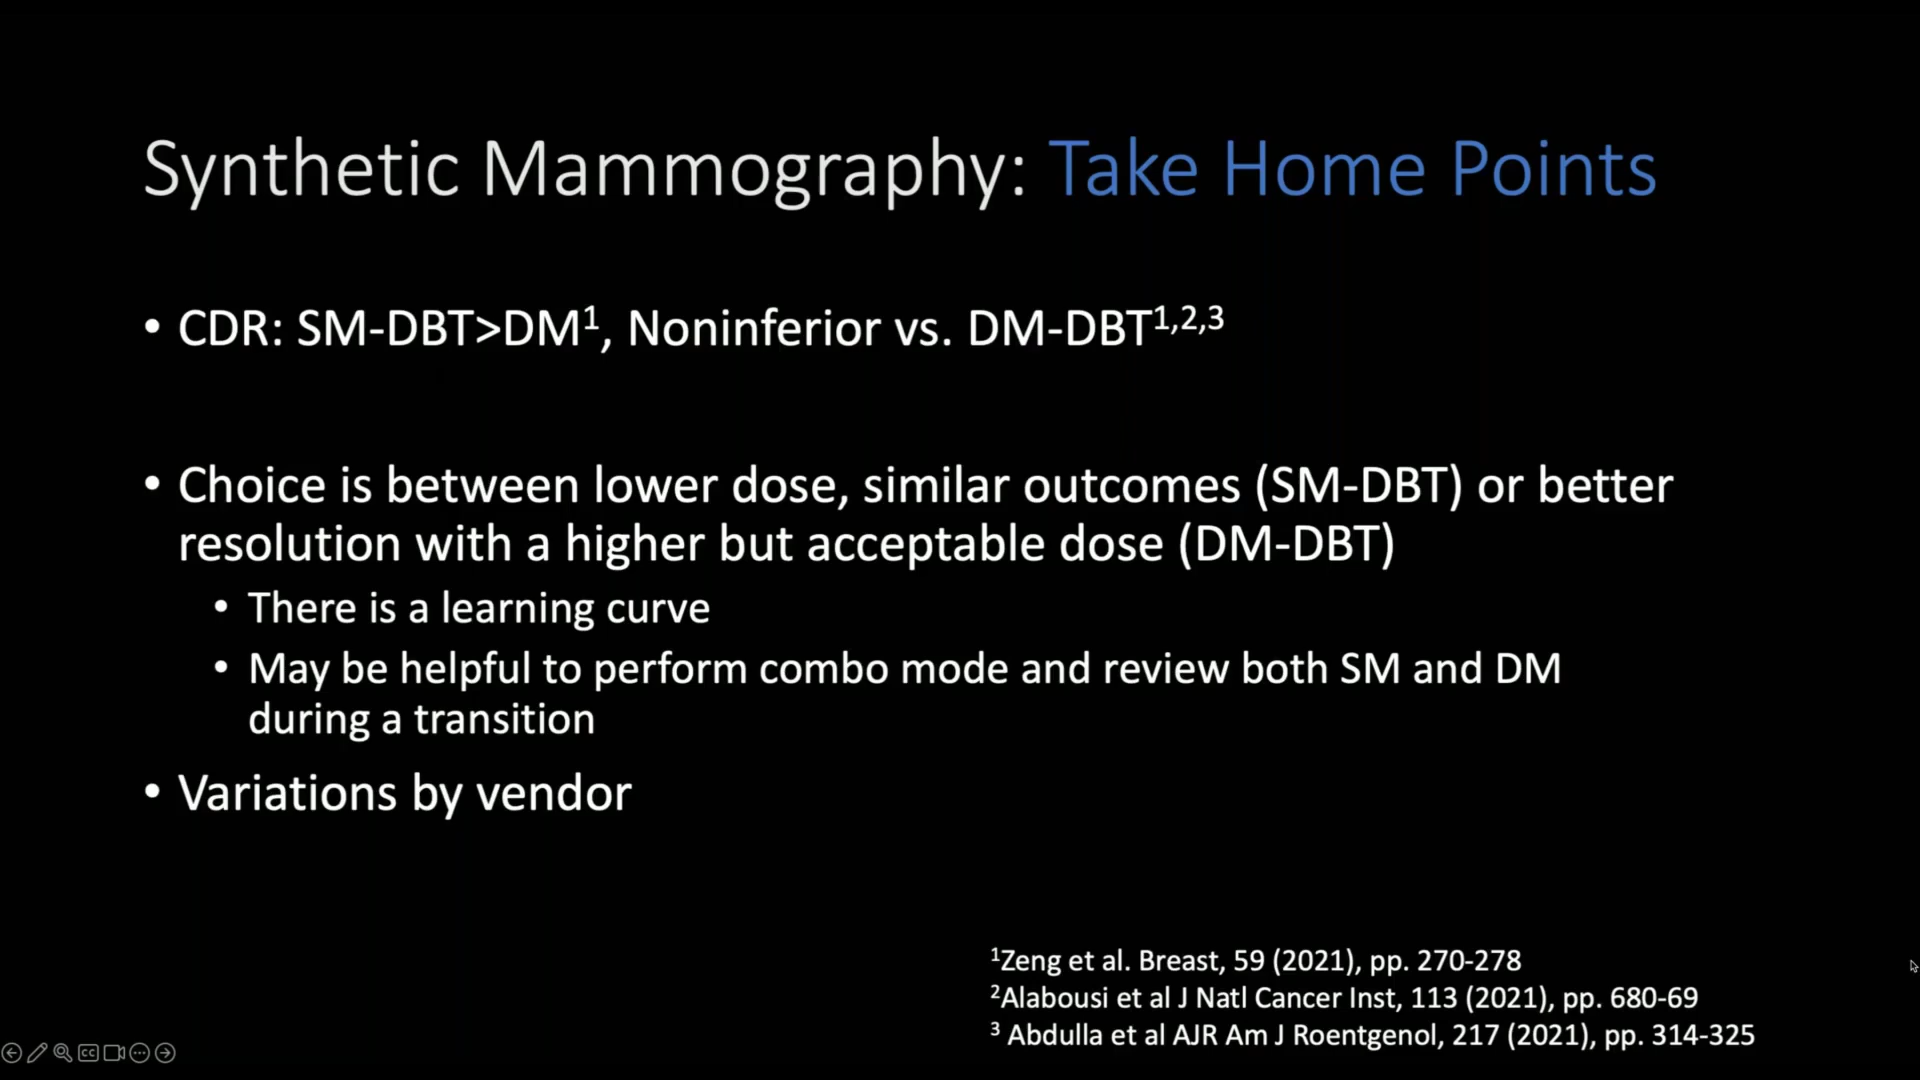 Synthetic Mammography: Take Home Points
• CDR: SM-DBT>DM¹, Noninferior vs. DM-DBT¹,²,³
• Choice is between lower dose, similar outcomes (SM-DBT) or better
resolution with a higher but acceptable dose (DM-DBT)
• There is a learning curve
• May be helpful to perform combo mode and review both SM and DM
during a transition
• Variations by vendor
¹Zeng et al. Breast, 59 (2021), pp. 270-278
²Alabousi et al J Natl Cancer Inst, 113 (2021), pp. 680-69
³ Abdulla et al AJR Am J Roentgenol, 217 (2021), pp. 314-325
CC